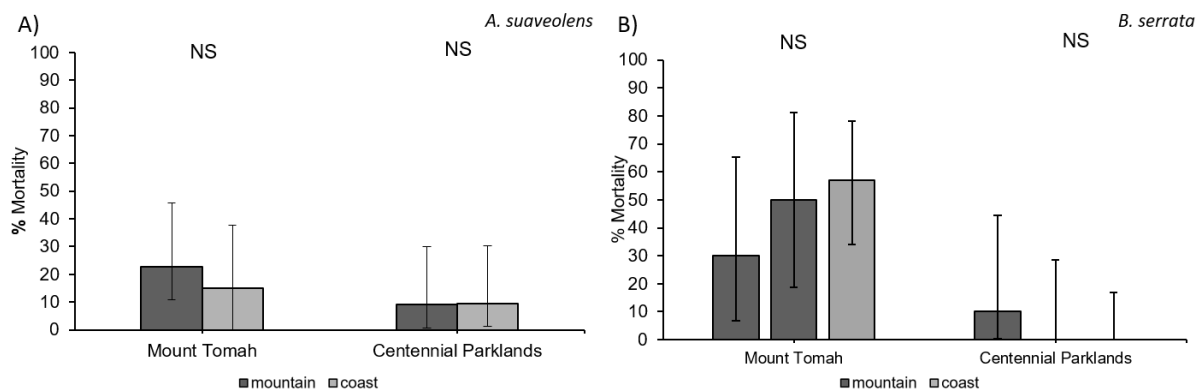 A)
A. suaveolens
NS
NS
100
90
80
70
60
50
40
30
20
10
0
% Mortality
Mount Tomah
Centennial Parklands
mountain
coast
B)
B. serrata
NS
NS
100
90
80
70
60
50
40
30
20
10
0
% Mortality
Mount Tomah
Centennial Parklands
mountain
coast